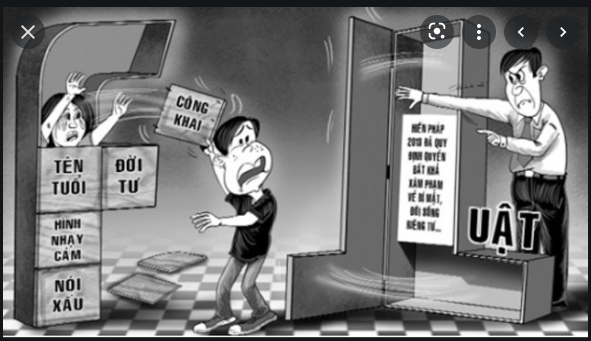 CÔNG
KHAI
TÊN
TUỔI
ĐỜI
TƯ
HÌNH
NHẠY
CẢM
NÓI
XẤU
HIẾN PHÁP
2013 ĐÃ QUY
ĐỊNH QUYỀN
BẤT KHẢ
XÂM PHẠM
VỀ BÍ MẬT,
ĐỜI SỐNG
RIÊNG TƯ...
LUẬT